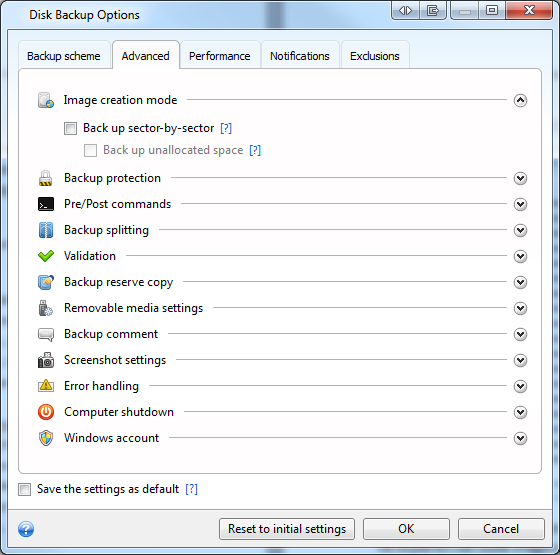 Disk Backup Options
Backup scheme Advanced Performance Notifications Exclusions
Image creation mode
Back up sector-by-sector [?]
Back up unallocated space [?]
Backup protection
Pre/Post commands
Backup splitting
Validation
Backup reserve copy
Removable media settings
Backup comment
Screenshot settings
Error handling
Computer shutdown
Windows account
Save the settings as default [?]
? Reset to initial settings OK Cancel